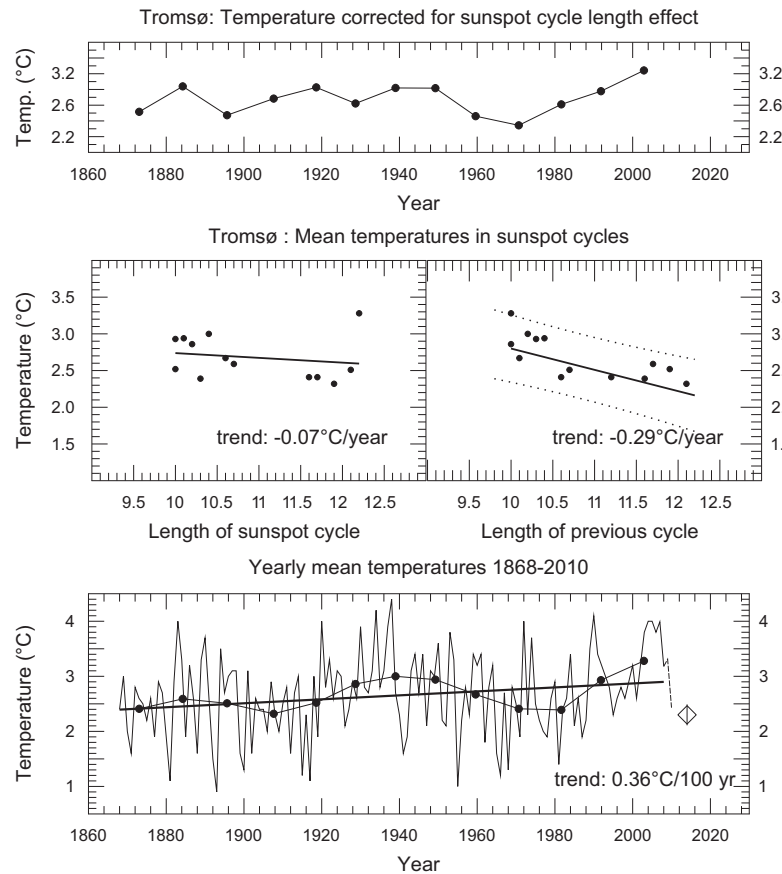 Tromsø: Temperature corrected for sunspot cycle length effect
Temp. (°C)
3.2 3.2
2.6 2.6
2.2 2.2
1860 1880 1900 1920 1940 1960 1980 2000 2020
Year
Tromsø : Mean temperatures in sunspot cycles
Temperature (°C)
3.5 3
3.0 3
2.5 2
2.0 2
1.5 1
trend: -0.07°C/year trend: -0.29°C/year
9.5 10 10.5 11 11.5 12 12.5 9.5 10 10.5 11 11.5 12 12.5
Length of sunspot cycle Length of previous cycle
Yearly mean temperatures 1868-2010
Temperature (°C)
4 4
3 3
2 2
1 1
trend: 0.36°C/100 yr
1860 1880 1900 1920 1940 1960 1980 2000 2020
Year